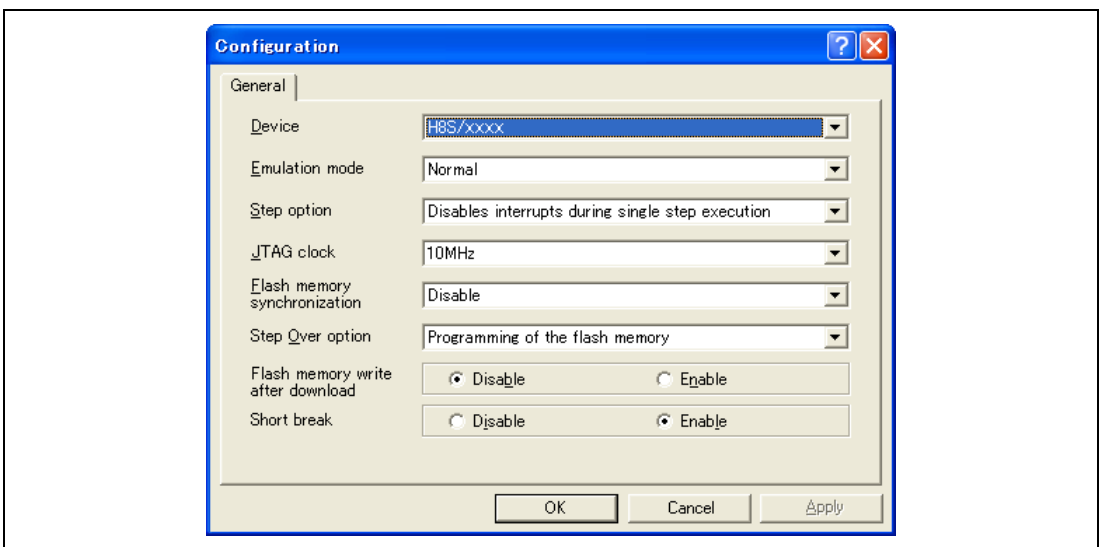 Configuration
General
Device H8S/xxxx
Emulation mode Normal
Step option Disables interrupts during single step execution
JTAG clock 10MHz
Flash memory
synchronization Disable
Step Over option Programming of the flash memory
Flash memory write
after download Disable Enable
Short break Disable Enable
OK Cancel Apply